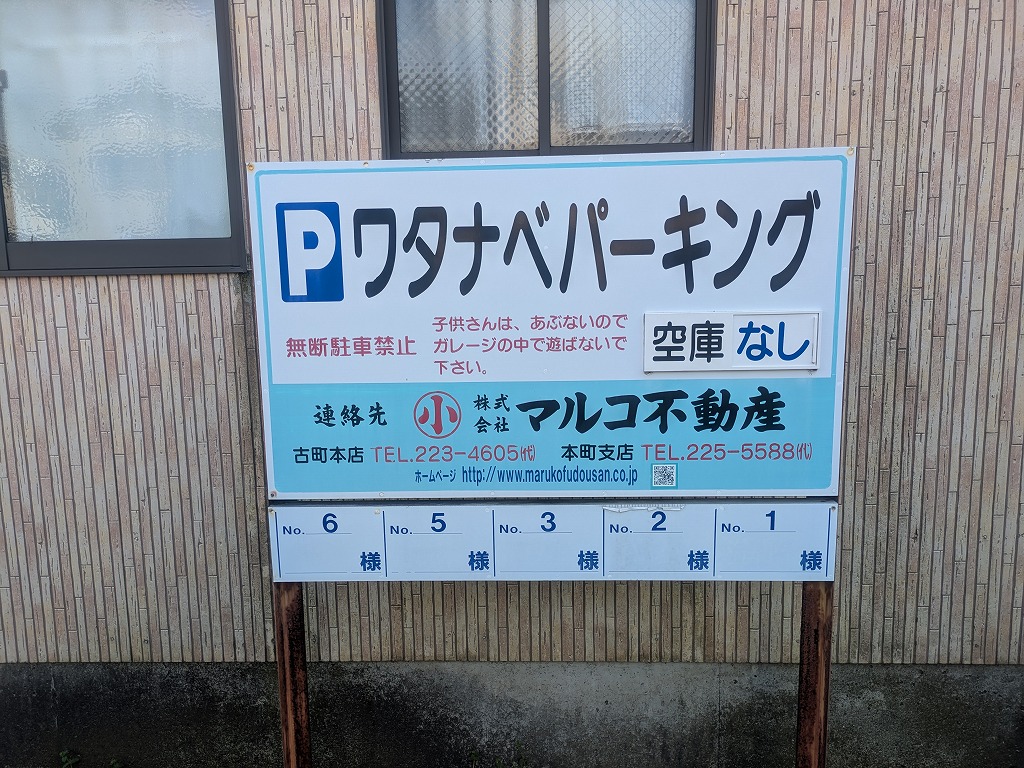 P ワタナベパーキング
無断駐車禁止
子供さんは、あぶないので
ガレージの中で遊ばないで
下さい。
空庫 なし
連絡先 小 株式会社 マルコ不動産
古町本店 TEL.223-4605㈹ 本町支店 TEL.225-5588
ホームページ http://www.marukofudousan.co.jp
No. 6 様
No. 5 様
No. 3 様
No. 2 様
No. 1 様